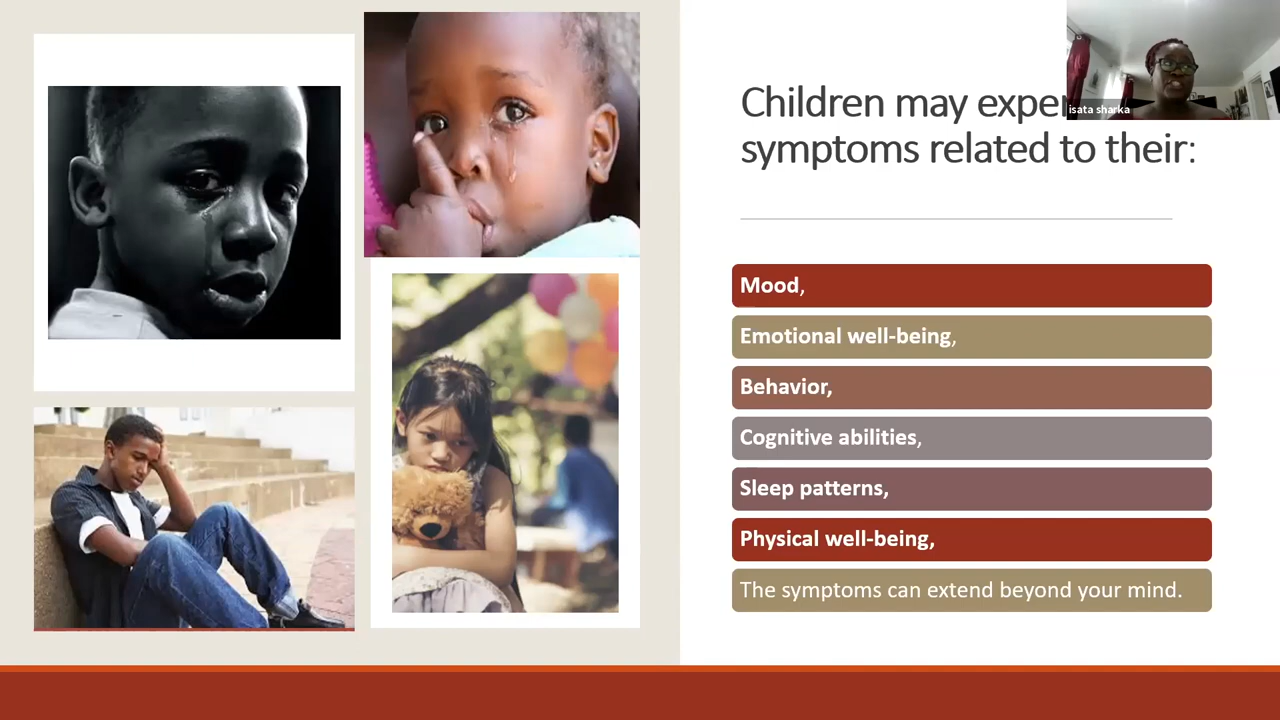 Children may exper
symptoms related to their:
isata sharka
Mood,
Emotional well-being,
Behavior,
Cognitive abilities,
Sleep patterns,
Physical well-being,
The symptoms can extend beyond your mind.